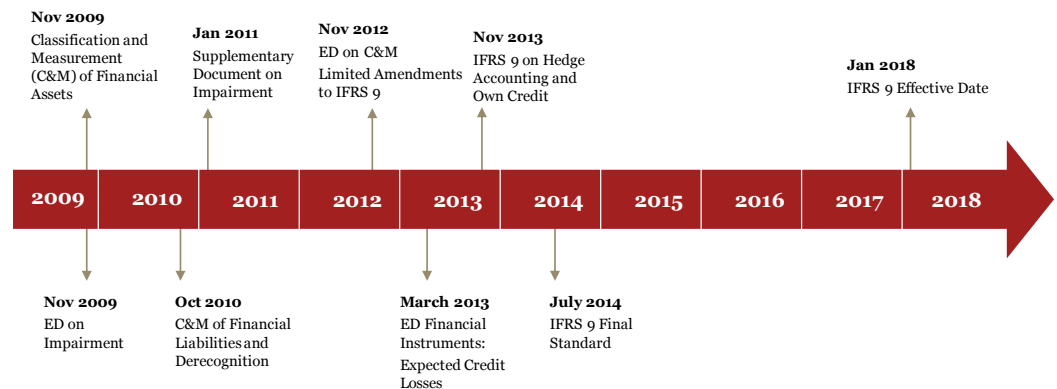 Nov 2009
Classification and
Measurement
(C&M) of Financial
Assets
Jan 2011
Supplementary
Document on
Impairment
Nov 2012
ED on C&M
Limited Amendments
to IFRS 9
Nov 2013
IFRS 9 on Hedge
Accounting and
Own Credit
Jan 2018
IFRS 9 Effective Date
2009
2010
2011
2012
2013
2014
2015
2016
2017
2018
Nov 2009
ED on
Impairment
Oct 2010
C&M of Financial
Liabilities and
Derecognition
March 2013
ED Financial
Instruments:
Expected Credit
Losses
July 2014
IFRS 9 Final
Standard